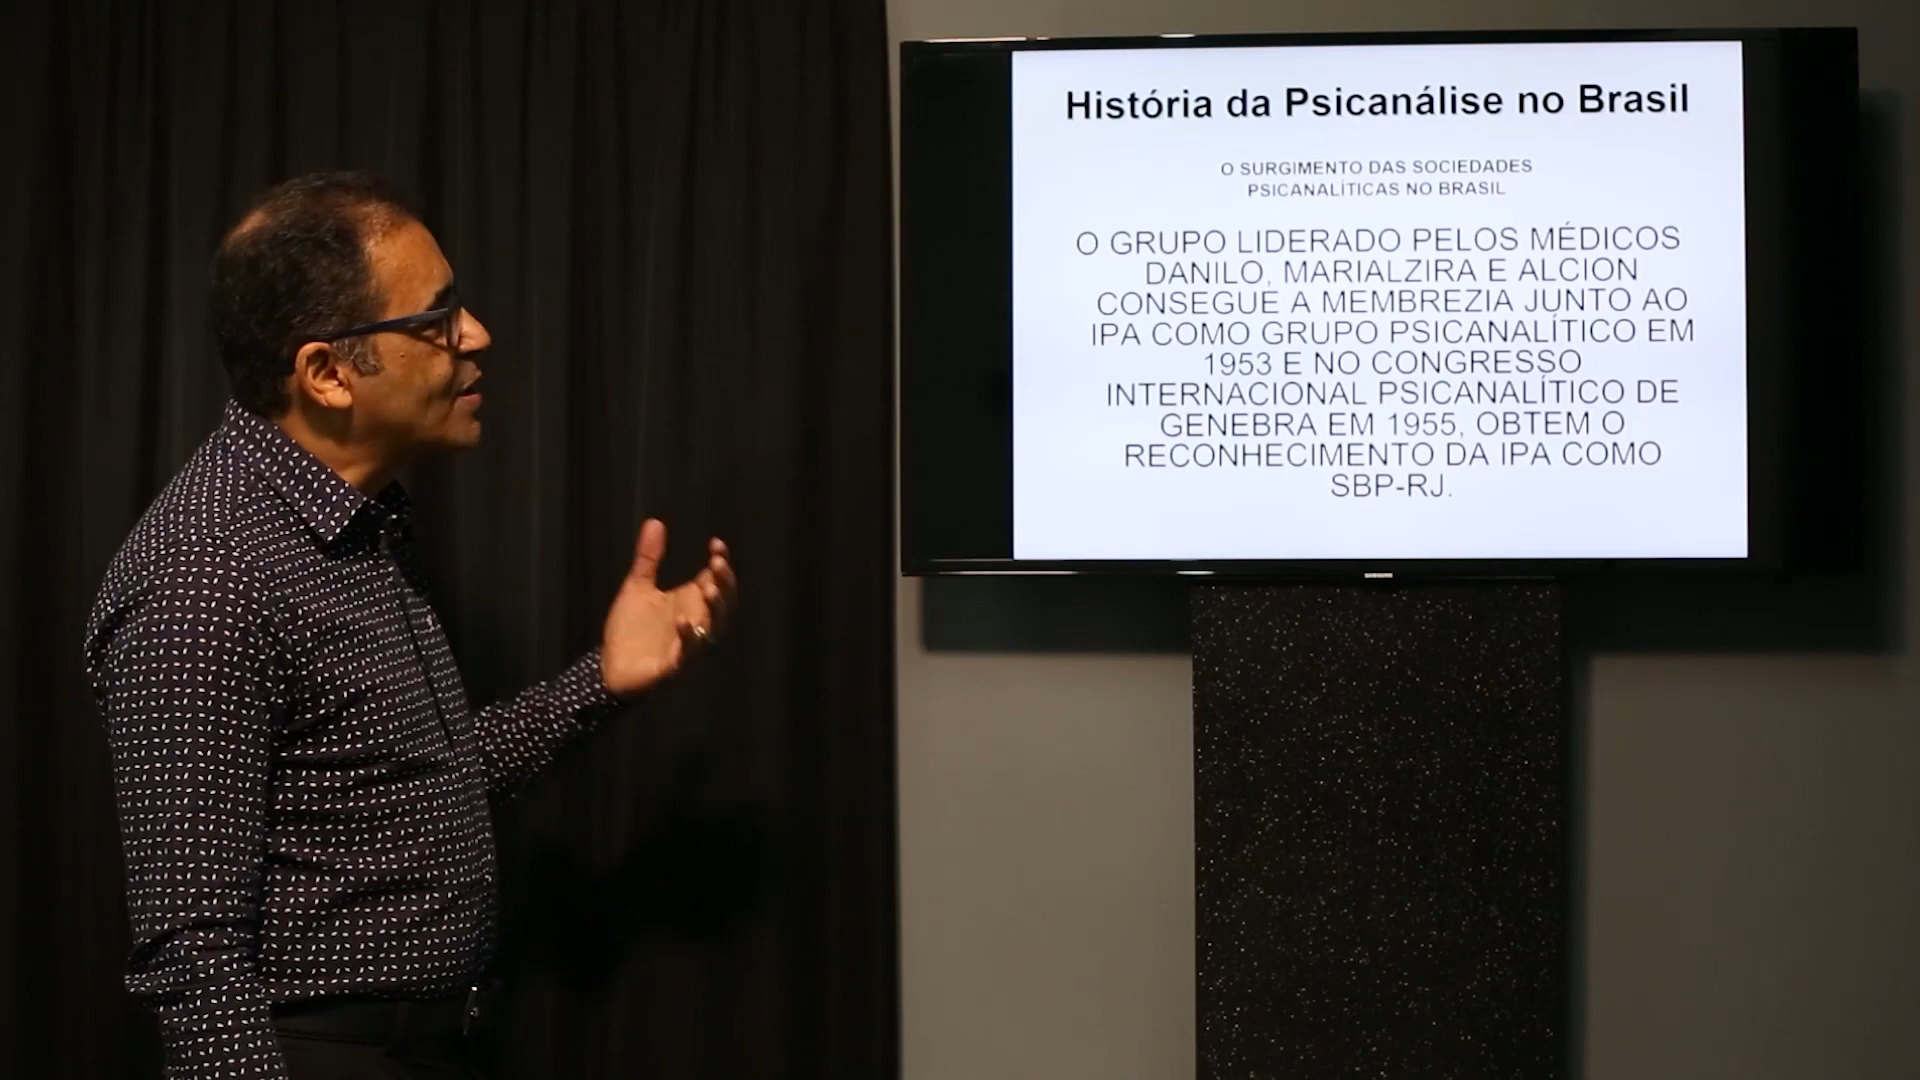 História da Psicanálise no Brasil
O SURGIMENTO DAS SOCIEDADES
PSICANALÍTICAS NO BRASIL
O GRUPO LIDERADO PELOS MÉDICOS
DANILO, MARIALZIRA E ALCION
CONSEGUE A MEMBREZIA JUNTO AO
IPA COMO GRUPO PSICANALÍTICO EM
1953 E NO CONGRESSO
INTERNACIONAL PSICANALÍTICO DE
GENEBRA EM 1955, OBTEM O
RECONHECIMENTO DA IPA COMO
SBP-RJ.
SAMSUNG